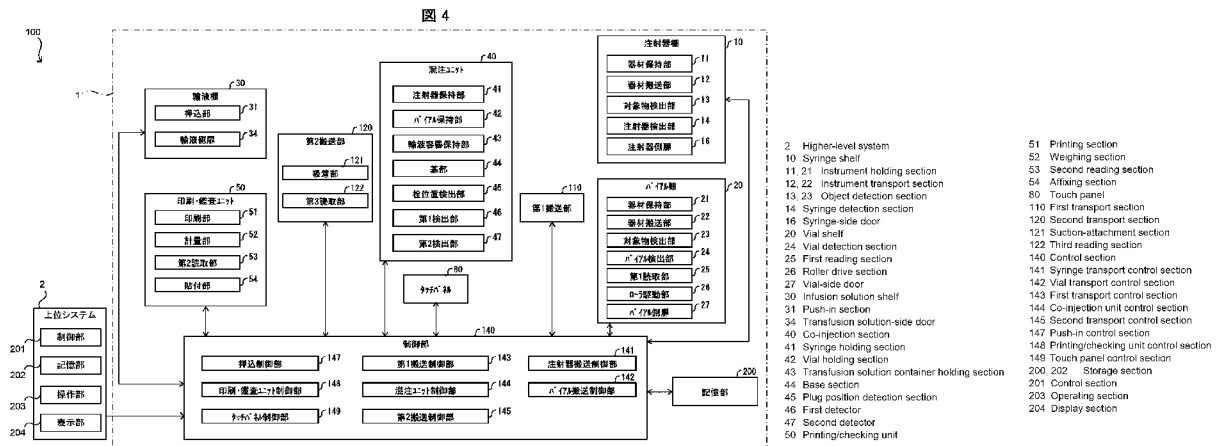 図 4
100
1
30
輸液棚
31
押込部
34
輸液棚扉
50
印刷・鑑査ユニット
51
印刷部
52
計量部
53
第2読取部
54
貼付部
120
第2搬送部
121
吸着部
122
第3読取部
40
混注ユニット
41
注射器保持部
42
バイアル保持部
43
輸液容器保持部
44
基部
45
栓位置検出部
46
第1検出部
47
第2検出部
80
タッチパネル
110
第1搬送部
10
注射器棚
11
器材保持部
12
器材搬送部
13
対象物検出部
14
注射器検出部
16
注射器側扉
20
バイアル棚
21
器材保持部
22
器材搬送部
23
対象物検出部
24
バイアル検出部
25
第1読取部
26
ローラ駆動部
27
バイアル側扉
2
上位システム
201
制御部
202
記憶部
203
操作部
204
表示部
140
制御部
147
押込制御部
148
印刷・鑑査ユニット制御部
149
タッチパネル制御部
143
第1搬送制御部
144
混注ユニット制御部
145
第2搬送制御部
141
注射器搬送制御部
142
バイアル搬送制御部
200
記憶部
2 Higher-level system
10 Syringe shelf
11, 21 Instrument holding section
12, 22 Instrument transport section
13, 23 Object detection section
14 Syringe detection section
16 Syringe-side door
20 Vial shelf
24 Vial detection section
25 First reading section
26 Roller drive section
27 Vial-side door
30 Infusion solution shelf
31 Push-in section
34 Transfusion solution-side door
40 Co-injection section
41 Syringe holding section
42 Vial holding section
43 Transfusion solution container holding section
44 Base section
45 Plug position detection section
46 First detector
47 Second detector
50 Printing/checking unit
51 Printing section
52 Weighing section
53 Second reading section
54 Affixing section
80 Touch panel
110 First transport section
120 Second transport section
121 Suction-attachment section
122 Third reading section
140 Control section
141 Syringe transport control section
142 Vial transport control section
143 First transport control section
144 Co-injection unit control section
145 Second transport control section
147 Push-in control section
148 Printing/checking unit control section
149 Touch panel control section
200, 202 Storage section
201 Control section
203 Operating section
204 Display section